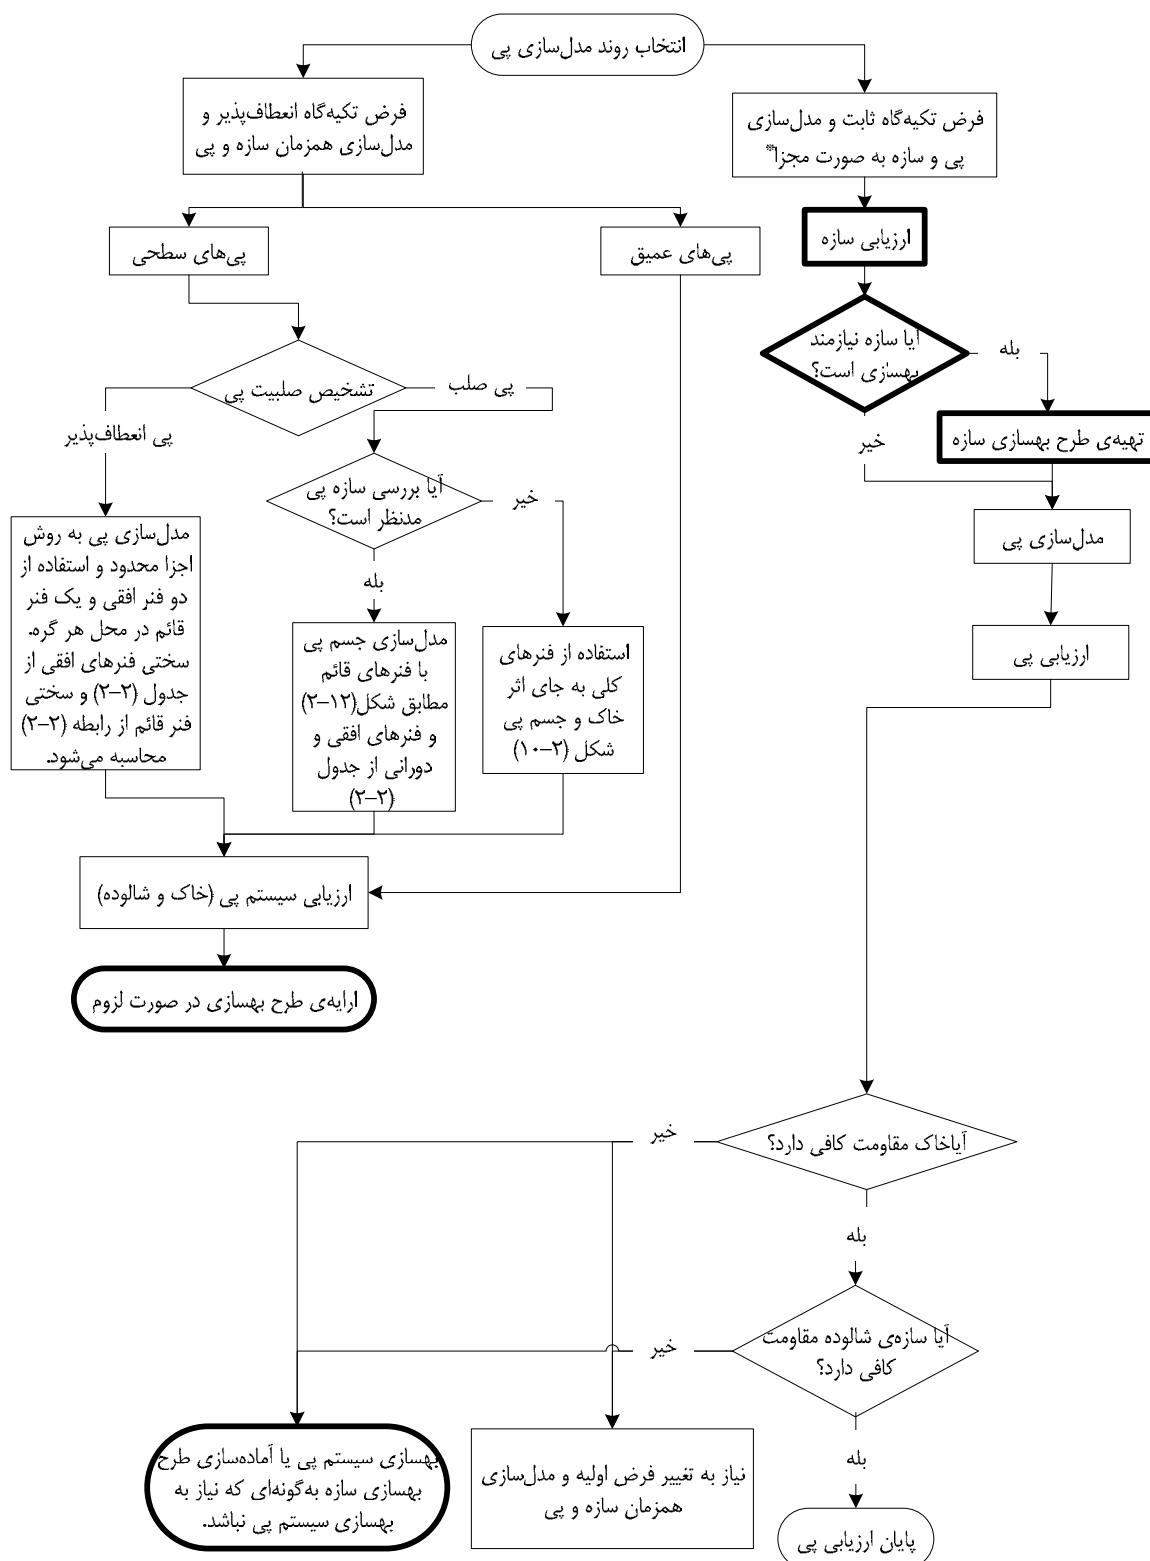 انتخاب روند مدل‌سازی پی
فرض تکیه‌گاه ثابت و مدل‌سازی
پی و سازه به صورت مجزا*
ارزیابی سازه
آیا سازه نیازمند
بهسازی است؟
بله
خیر
تهیه‌ی طرح بهسازی سازه
مدل‌سازی پی
ارزیابی پی
فرض تکیه‌گاه انعطاف‌پذیر و
مدل‌سازی همزمان سازه و پی
پی‌های عمیق
پی‌های سطحی
تشخیص صلبیت پی
پی صلب
پی انعطاف‌پذیر
آیا بررسی سازه پی
مدنظر است؟
خیر
بله
استفاده از فنرهای
کلی به جای اثر
خاک و جسم پی
شکل (۲–۱۰)
مدل‌سازی جسم پی
با فنرهای قائم
مطابق شکل(۱۲–۲)
و فنرهای افقی و
دورانی از جدول
(۲–۲)
مدل‌سازی پی به روش
اجزا محدود و استفاده از
دو فنر افقی و یک فنر
قائم در محل هر گره.
سختی فنرهای افقی از
جدول (۲–۲) و سختی
فنر قائم از رابطه (۲–۲)
محاسبه می‌شود.
ارزیابی سیستم پی (خاک و شالوده)
ارایه‌ی طرح بهسازی در صورت لزوم
آیاخاک مقاومت کافی دارد؟
خیر
بله
آیا سازه‌ی شالوده مقاومت
کافی دارد؟
خیر
بله
پایان ارزیابی پی
نیاز به تغییر فرض اولیه و مدل‌سازی
همزمان سازه و پی
بهسازی سیستم پی یا آماده‌سازی طرح
بهسازی سازه به‌گونه‌ای که نیاز به
بهسازی سیستم پی نباشد.